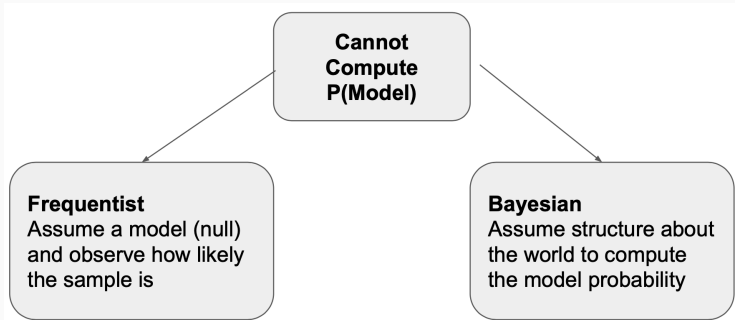 Cannot
Compute
P(Model)
Frequentist
Assume a model (null)
and observe how likely
the sample is
Bayesian
Assume structure about
the world to compute
the model probability